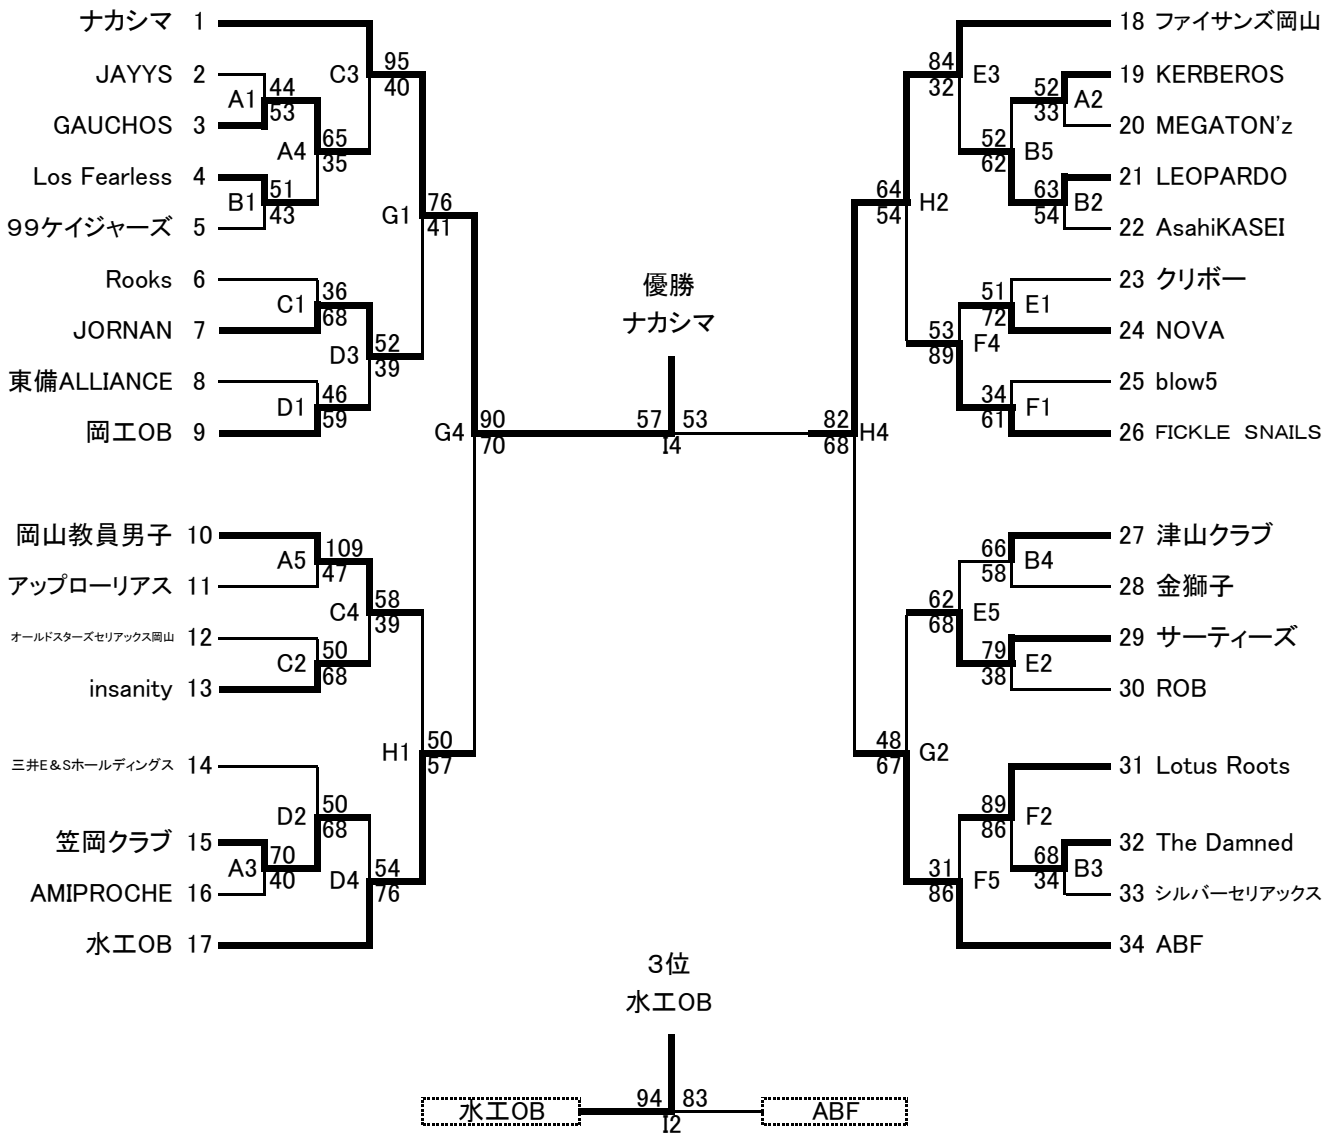 ナカシマ 1
JAYYS 2
GAUCHOS 3
Los Fearless 4
99ケイジャーズ 5
Rooks 6
JORNAN 7
東備ALLIANCE 8
岡工OB 9
岡山教員男子 10
アップローリアス 11
オールドスターズセリアックス岡山 12
insanity 13
三井E&Sホールディングス 14
笠岡クラブ 15
AMIPROCHE 16
水工OB 17
A1 44 53
B1 51 43
A4 65 35
C3 95 40
C1 36 68
D1 46 59
D3 52 39
G1 76 41
A5 109 47
C2 50 68
C4 58 39
A3 70 40
D2 50 68
D4 54 76
H1 50 57
G4 90 70
優勝
ナカシマ
57 53
I4
18 ファイサンズ岡山
19 KERBEROS
20 MEGATON'z
21 LEOPARDO
22 AsahiKASEI
23 クリボー
24 NOVA
25 blow5
26 FICKLE SNAILS
27 津山クラブ
28 金獅子
29 サーティーズ
30 ROB
31 Lotus Roots
32 The Damned
33 シルバーセリアックス
34 ABF
84 32 E3
52 33 A2
52 62 B5
63 54 B2
64 54 H2
51 72 E1
53 89 F4
34 61 F1
82 68 H4
66 58 B4
62 68 E5
79 38 E2
48 67 G2
89 86 F2
68 34 B3
31 86 F5
3位
水工OB
水工OB 94 83 ABF
I2